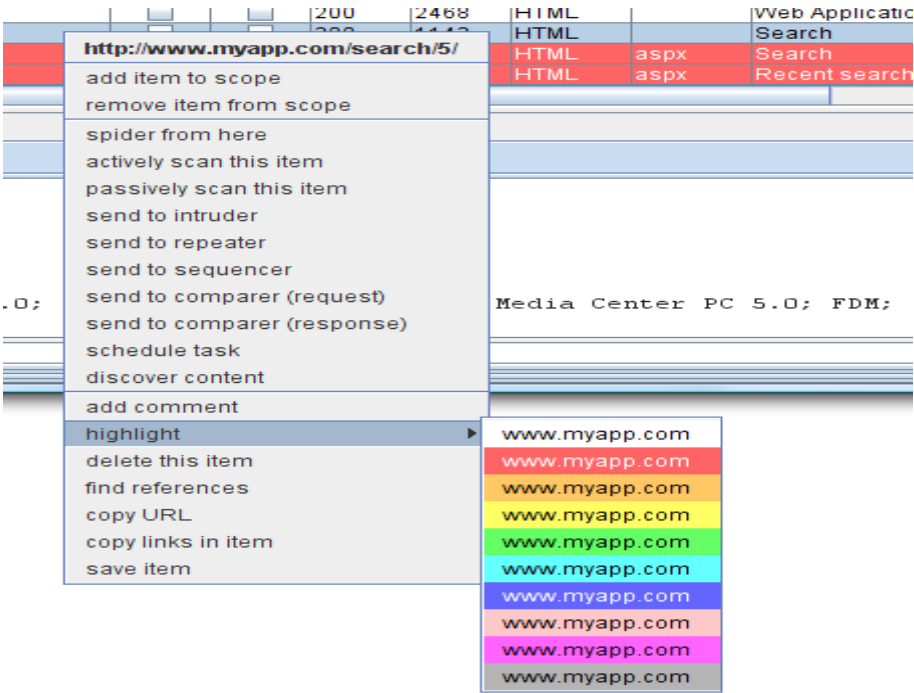 200 2468 HTML Web Applicatio
HTML Search
HTML aspx Search
HTML aspx Recent search
http://www.myapp.com/search/5/
add item to scope
remove item from scope
spider from here
actively scan this item
passively scan this item
send to intruder
send to repeater
send to sequencer
send to comparer (request)
send to comparer (response)
schedule task
discover content
add comment
highlight
delete this item
find references
copy URL
copy links in item
save item
.0; Media Center PC 5.0; FDM;
www.myapp.com
www.myapp.com
www.myapp.com
www.myapp.com
www.myapp.com
www.myapp.com
www.myapp.com
www.myapp.com
www.myapp.com
www.myapp.com